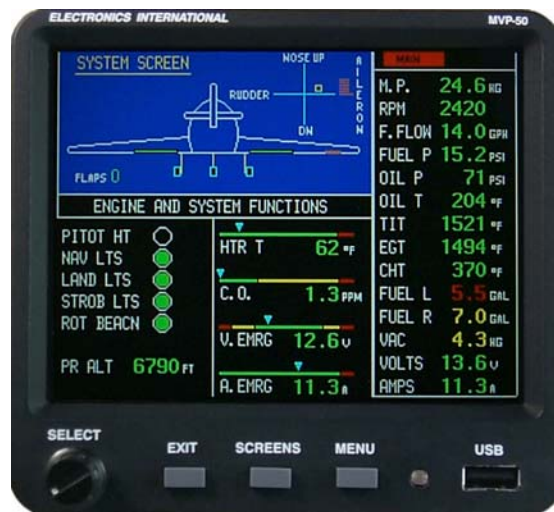 ELECTRONICS INTERNATIONAL
MVP-50
SYSTEM SCREEN
NOSE UP
AILERON
RUDDER
DN
FLAPS 0
MAN
M.P. 24.6 HG
RPM 2420
F.FLOW 14.0 GPH
FUEL P 15.2 PSI
OIL P 71 PSI
OIL T 204 °F
TIT 1521 °F
EGT 1494 °F
CHT 370 °F
FUEL L 5.5 GAL
FUEL R 7.0 GAL
VAC 4.3 HG
VOLTS 13.6 V
AMPS 11.3 A
ENGINE AND SYSTEM FUNCTIONS
PITOT HT
NAV LTS
LAND LTS
STROB LTS
ROT BEACN
PR ALT 6790 FT
HTR T 62 °F
C.O. 1.3 PPM
V.EMRG 12.6 V
A.EMRG 11.3 A
SELECT
EXIT
SCREENS
MENU
USB